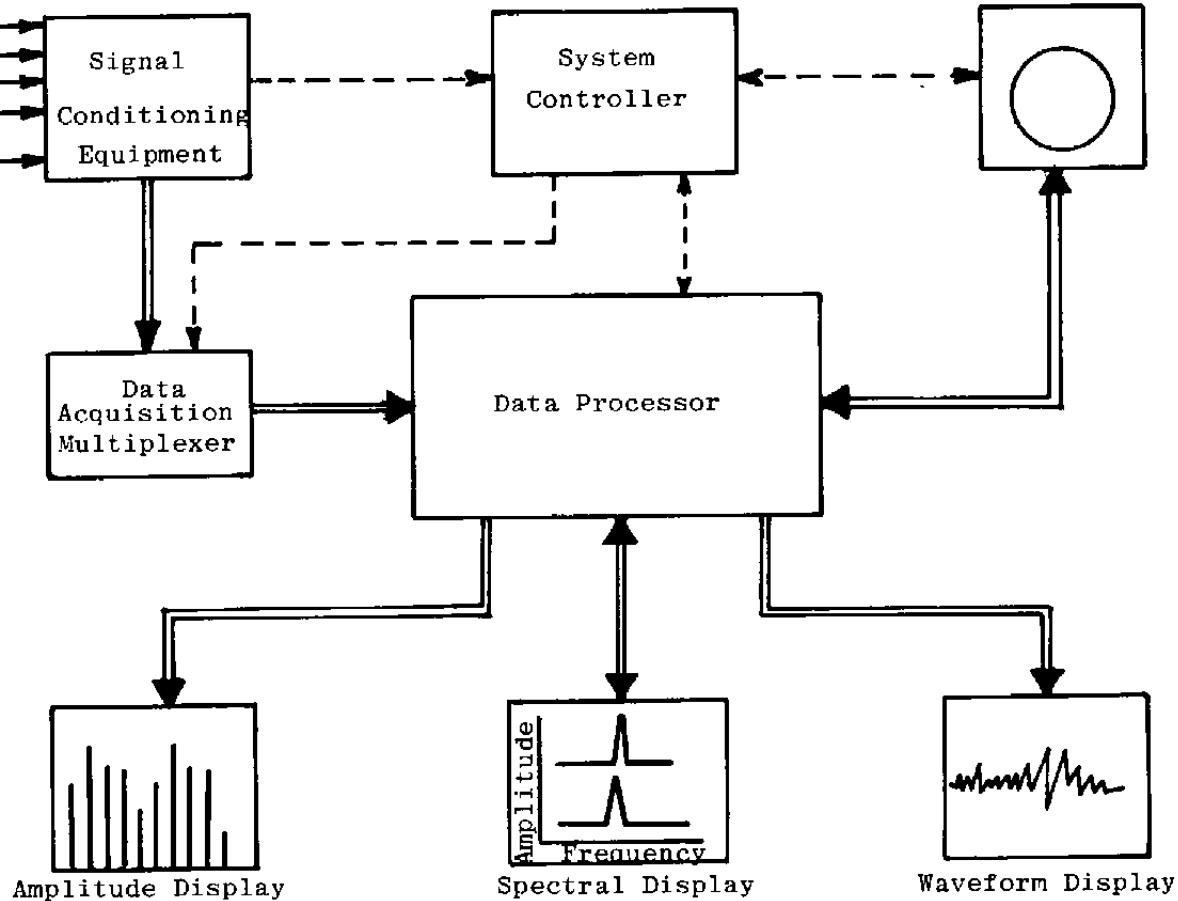 Signal
Conditioning
Equipment
System
Controller
Data
Acquisition
Multiplexer
Data Processor
Amplitude
Frequency
Amplitude Display
Spectral Display
Waveform Display